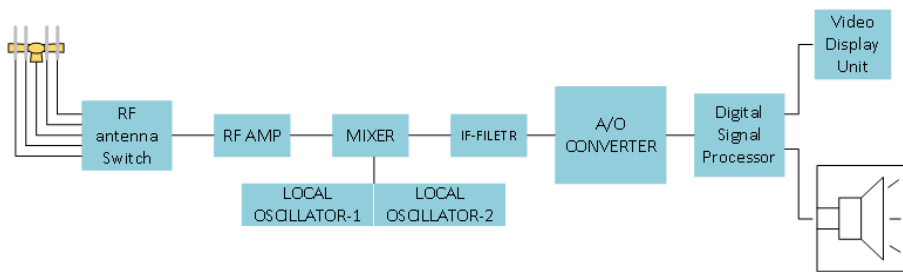 RF
antenna
Switch
RF AMP
MIXER
LOCAL
OSCILLATOR-1
LOCAL
OSCILLATOR-2
IF-FILETR
A/O
CONVERTER
Digital
Signal
Processor
Video
Display
Unit